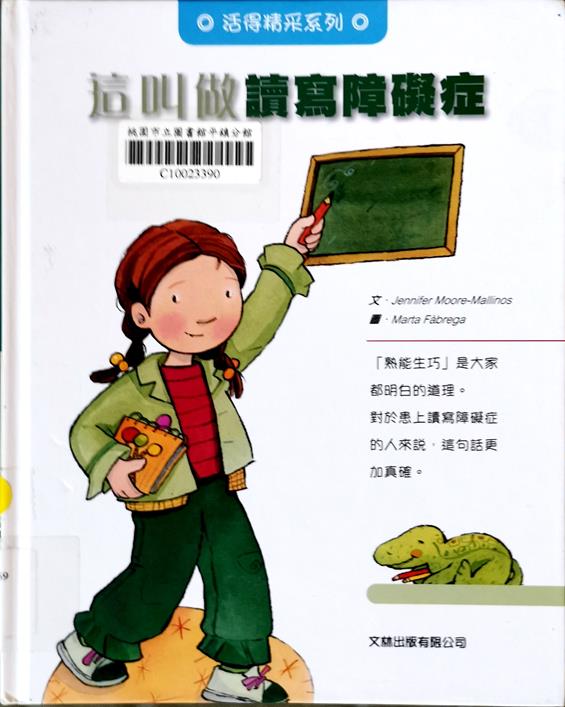 ◎ 活得精采系列 ◎
這叫做讀寫障礙症
桃園市立圖書館平鎮分館
C10023390
文・Jennifer Moore-Mallinos
圖・Marta Fàbrega
「熟能生巧」是大家
都明白的道理。
對於患上讀寫障礙症
的人來說，這句話更
加真確。
文林出版有限公司